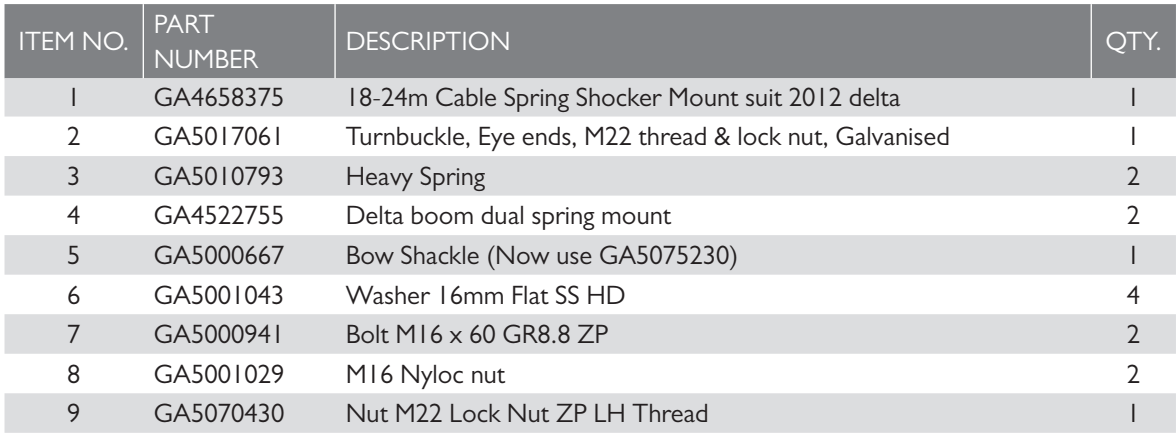 ITEM NO. PART NUMBER DESCRIPTION QTY.
1 GA4658375 18-24m Cable Spring Shocker Mount suit 2012 delta 1
2 GA5017061 Turnbuckle, Eye ends, M22 thread & lock nut, Galvanised 1
3 GA5010793 Heavy Spring 2
4 GA4522755 Delta boom dual spring mount 2
5 GA5000667 Bow Shackle (Now use GA5075230) 1
6 GA5001043 Washer 16mm Flat SS HD 4
7 GA5000941 Bolt M16 x 60 GR8.8 ZP 2
8 GA5001029 M16 Nyloc nut 2
9 GA5070430 Nut M22 Lock Nut ZP LH Thread 1